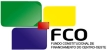 FCO
FUNDO CONSTITUCIONAL DE
FINANCIAMENTO DO CENTRO-OESTE